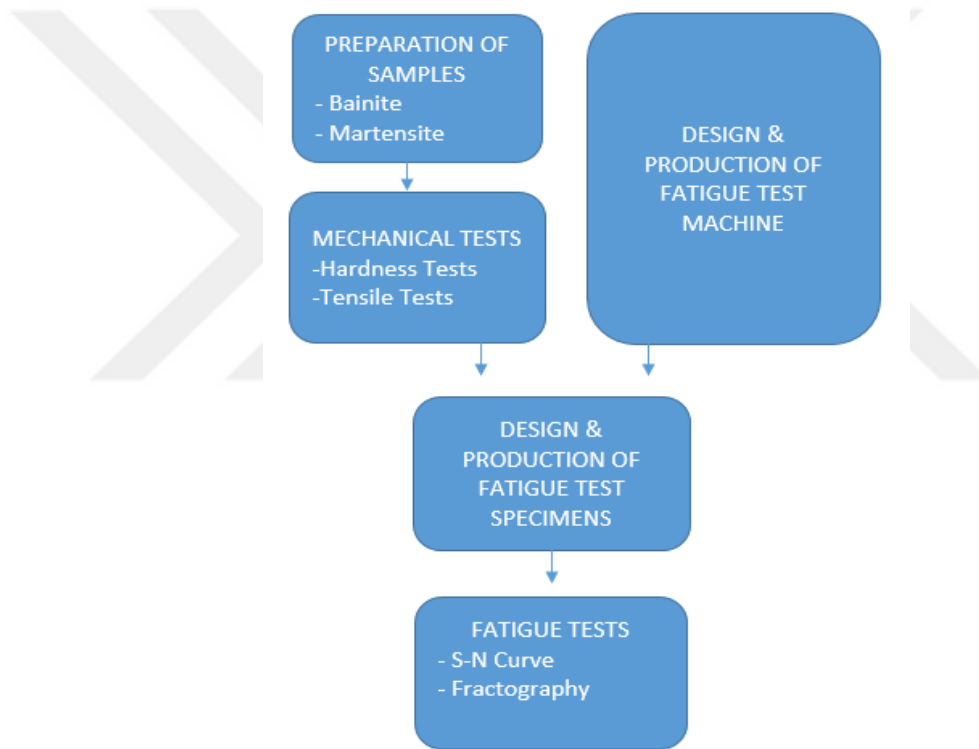 PREPARATION OF
SAMPLES
- Bainite
- Martensite
MECHANICAL TESTS
-Hardness Tests
-Tensile Tests
DESIGN &
PRODUCTION OF
FATIGUE TEST
MACHINE
DESIGN &
PRODUCTION OF
FATIGUE TEST
SPECIMENS
FATIGUE TESTS
- S-N Curve
- Fractography